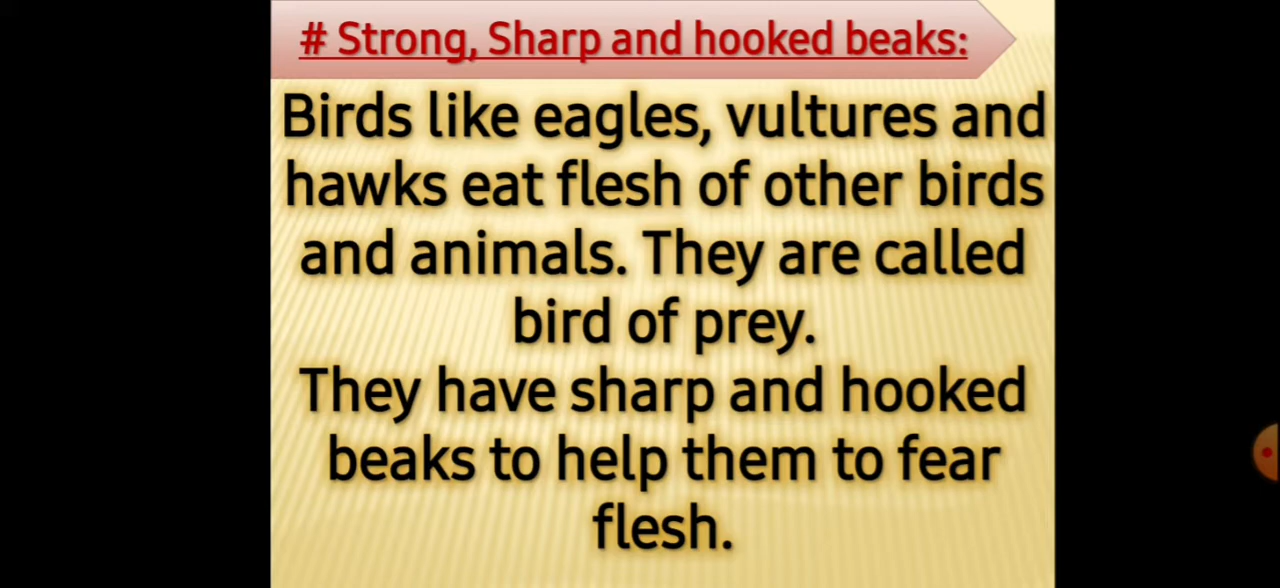 # Strong, Sharp and hooked beaks:
Birds like eagles, vultures and
hawks eat flesh of other birds
and animals. They are called
bird of prey.
They have sharp and hooked
beaks to help them to fear
flesh.